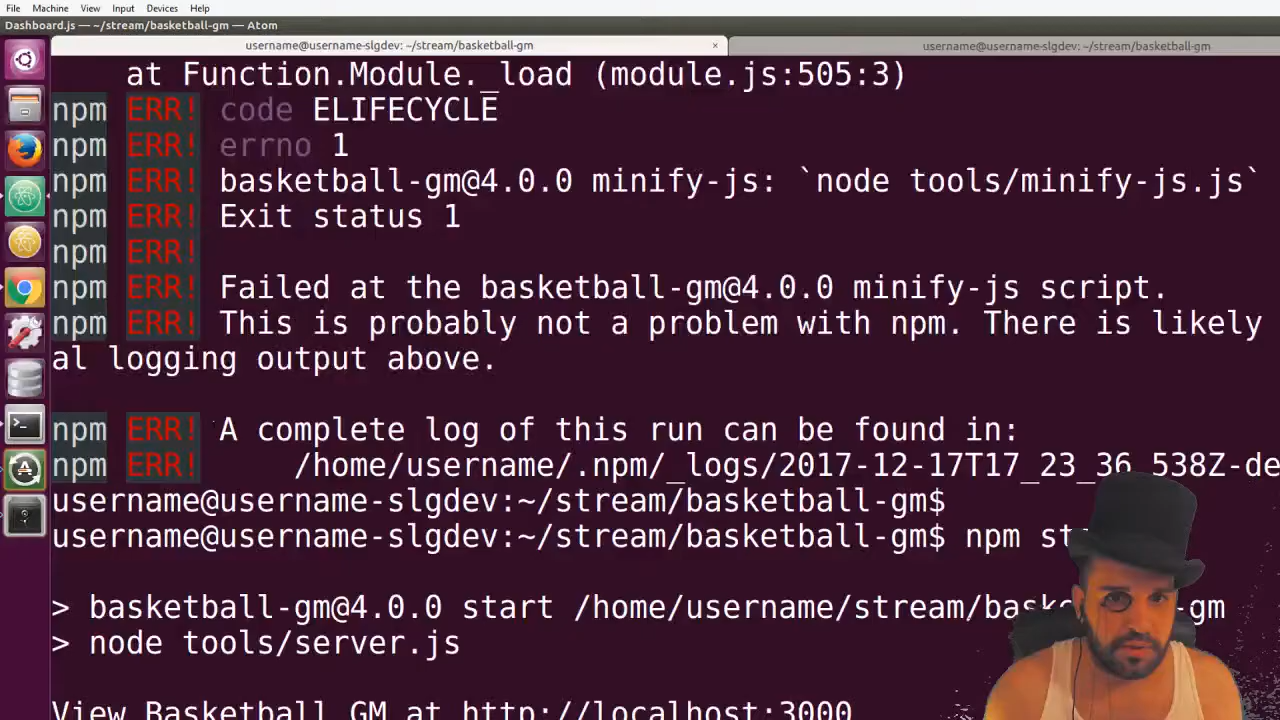 File Machine View Input Devices Help
Dashboard.js — ~/stream/basketball-gm — Atom
username@username-slgdev: ~/stream/basketball-gm × username@username-slgdev: ~/stream/basketball-gm
at Function.Module._load (module.js:505:3)
npm ERR! code ELIFECYCLE
npm ERR! errno 1
npm ERR! basketball-gm@4.0.0 minify-js: `node tools/minify-js.js`
npm ERR! Exit status 1
npm ERR!
npm ERR! Failed at the basketball-gm@4.0.0 minify-js script.
npm ERR! This is probably not a problem with npm. There is likely
al logging output above.
npm ERR! A complete log of this run can be found in:
npm ERR! /home/username/.npm/_logs/2017-12-17T17_23_36_538Z-de
username@username-slgdev:~/stream/basketball-gm$
username@username-slgdev:~/stream/basketball-gm$ npm st
> basketball-gm@4.0.0 start /home/username/stream/bask gm
> node tools/server.js
View Basketball GM at http://localhost:3000